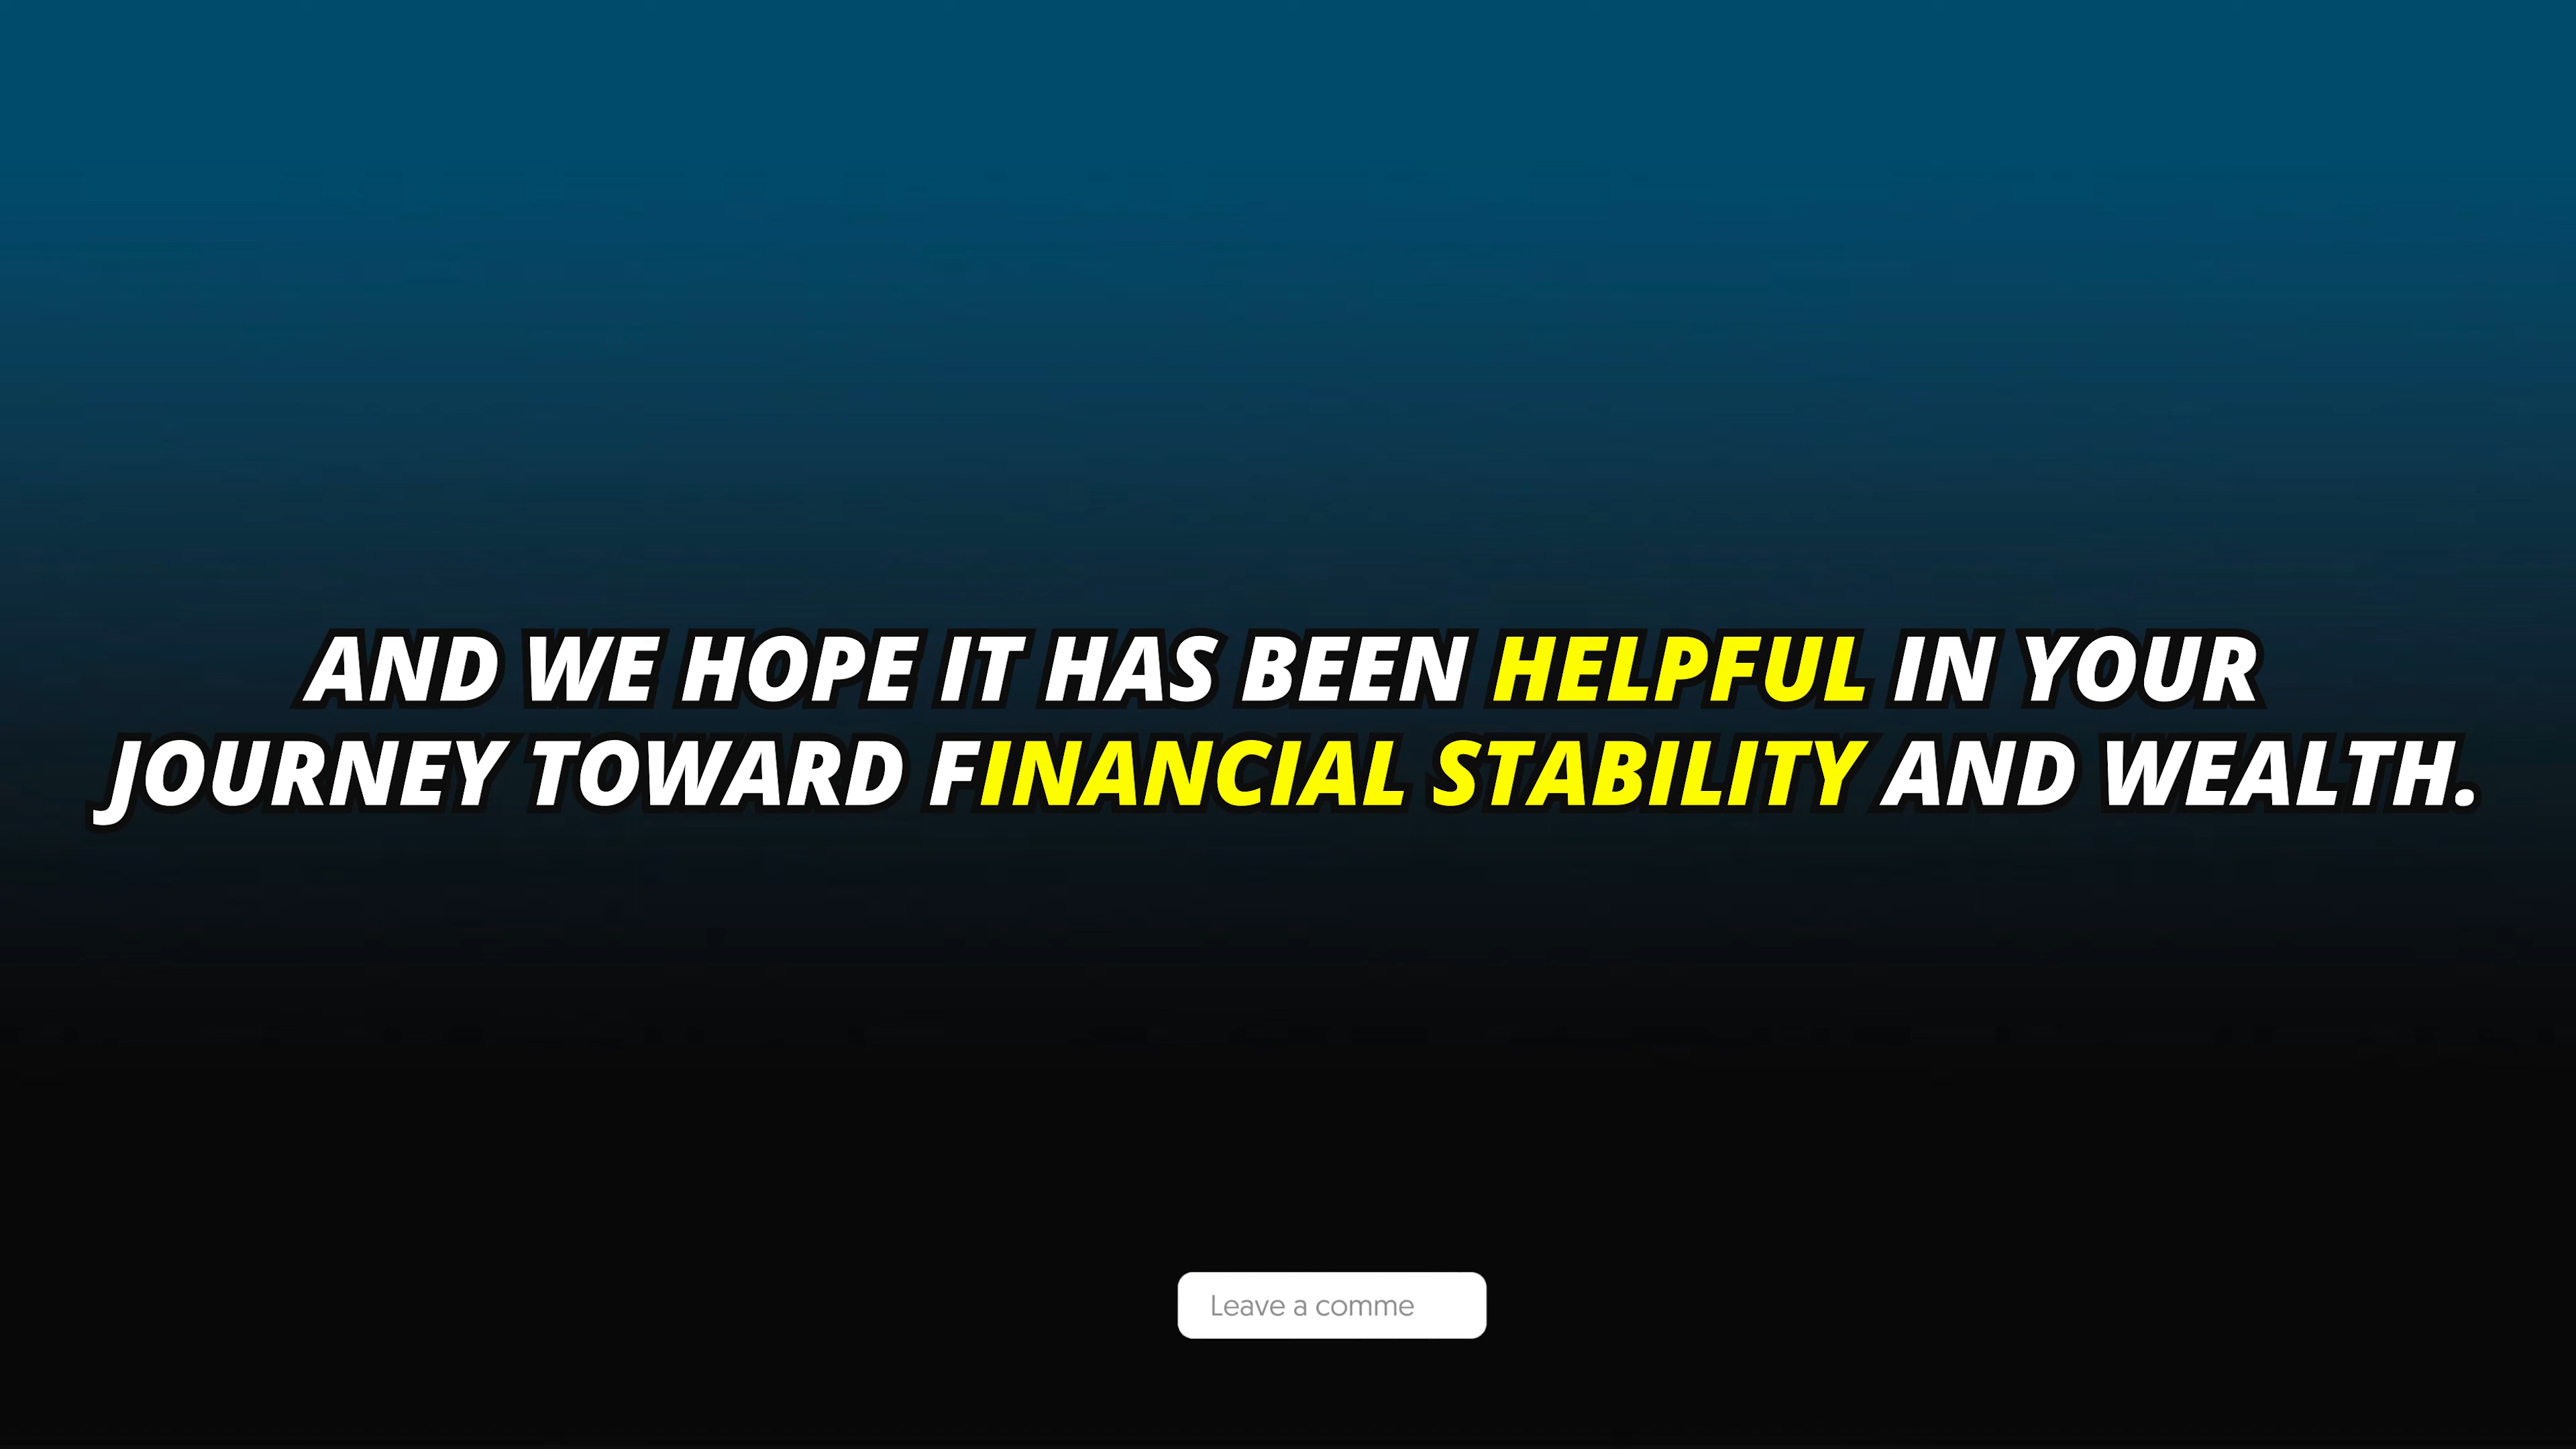 AND WE HOPE IT HAS BEEN HELPFUL IN YOUR
JOURNEY TOWARD FINANCIAL STABILITY AND WEALTH.
Leave a comme